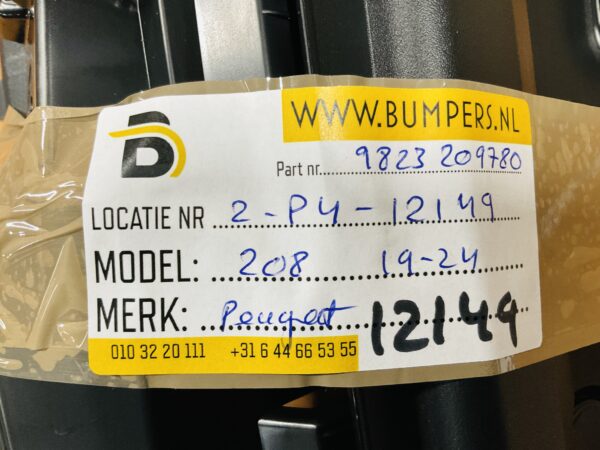 WWW.BUMPERS.NL
B
Part nr. 9823 209780
LOCATIE NR 2-P4-12149
MODEL: 208 19-24
MERK: Peugeot 12149
010 32 20 111 +31 6 44 66 53 55